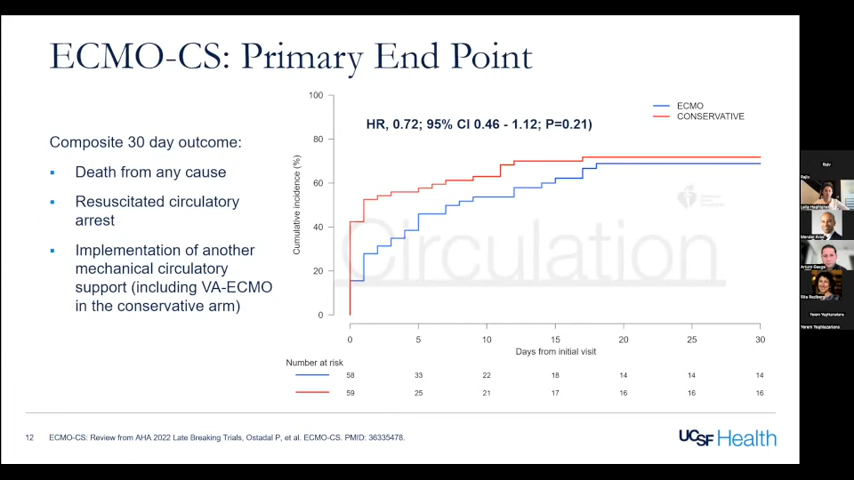 ECMO-CS: Primary End Point
Composite 30 day outcome:
▪ Death from any cause
▪ Resuscitated circulatory
arrest
▪ Implementation of another
mechanical circulatory
support (including VA-ECMO
in the conservative arm)
HR, 0.72; 95% CI 0.46 - 1.12; P=0.21)
ECMO
CONSERVATIVE
Cumulative incidence (%)
100
80
60
40
20
0
Circulation
0 5 10 15 20 25 30
Days from initial visit
Number at risk
58 33 22 18 14 14 14
59 25 21 17 16 16 16
12 ECMO-CS: Review from AHA 2022 Late Breaking Trials, Ostadal P, et al. ECMO-CS. PMID: 36335478.
UCSF Health
Rita Redberg